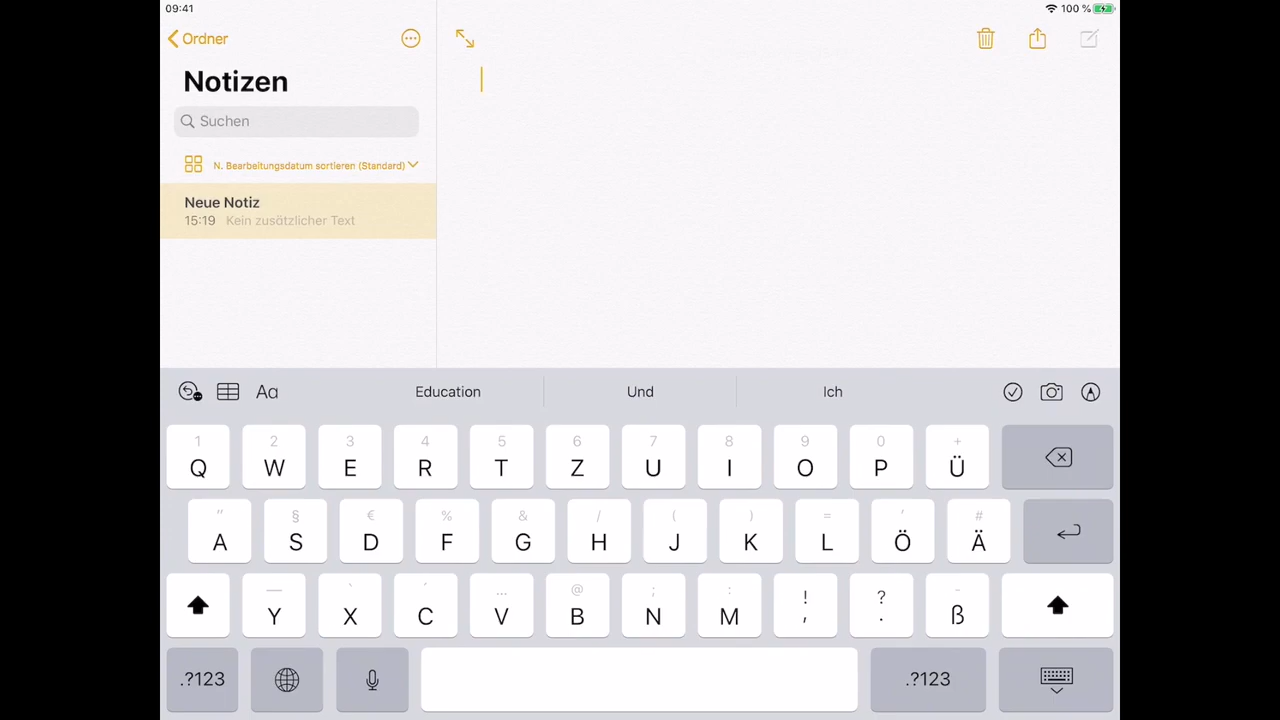 09:41
100 %
Ordner
Notizen
Suchen
N. Bearbeitungsdatum sortieren (Standard)
Neue Notiz
15:19 Kein zusätzlicher Text
Aa Education Und Ich
1 2 3 4 5 6 7 8 9 0 +
Q W E R T Z U I O P Ü
" § € % & / ( ) = ' #
A S D F G H J K L Ö Ä
— ` ´ ... @ ; : ! ? -
Y X C V B N M , . ß
.?123 .?123